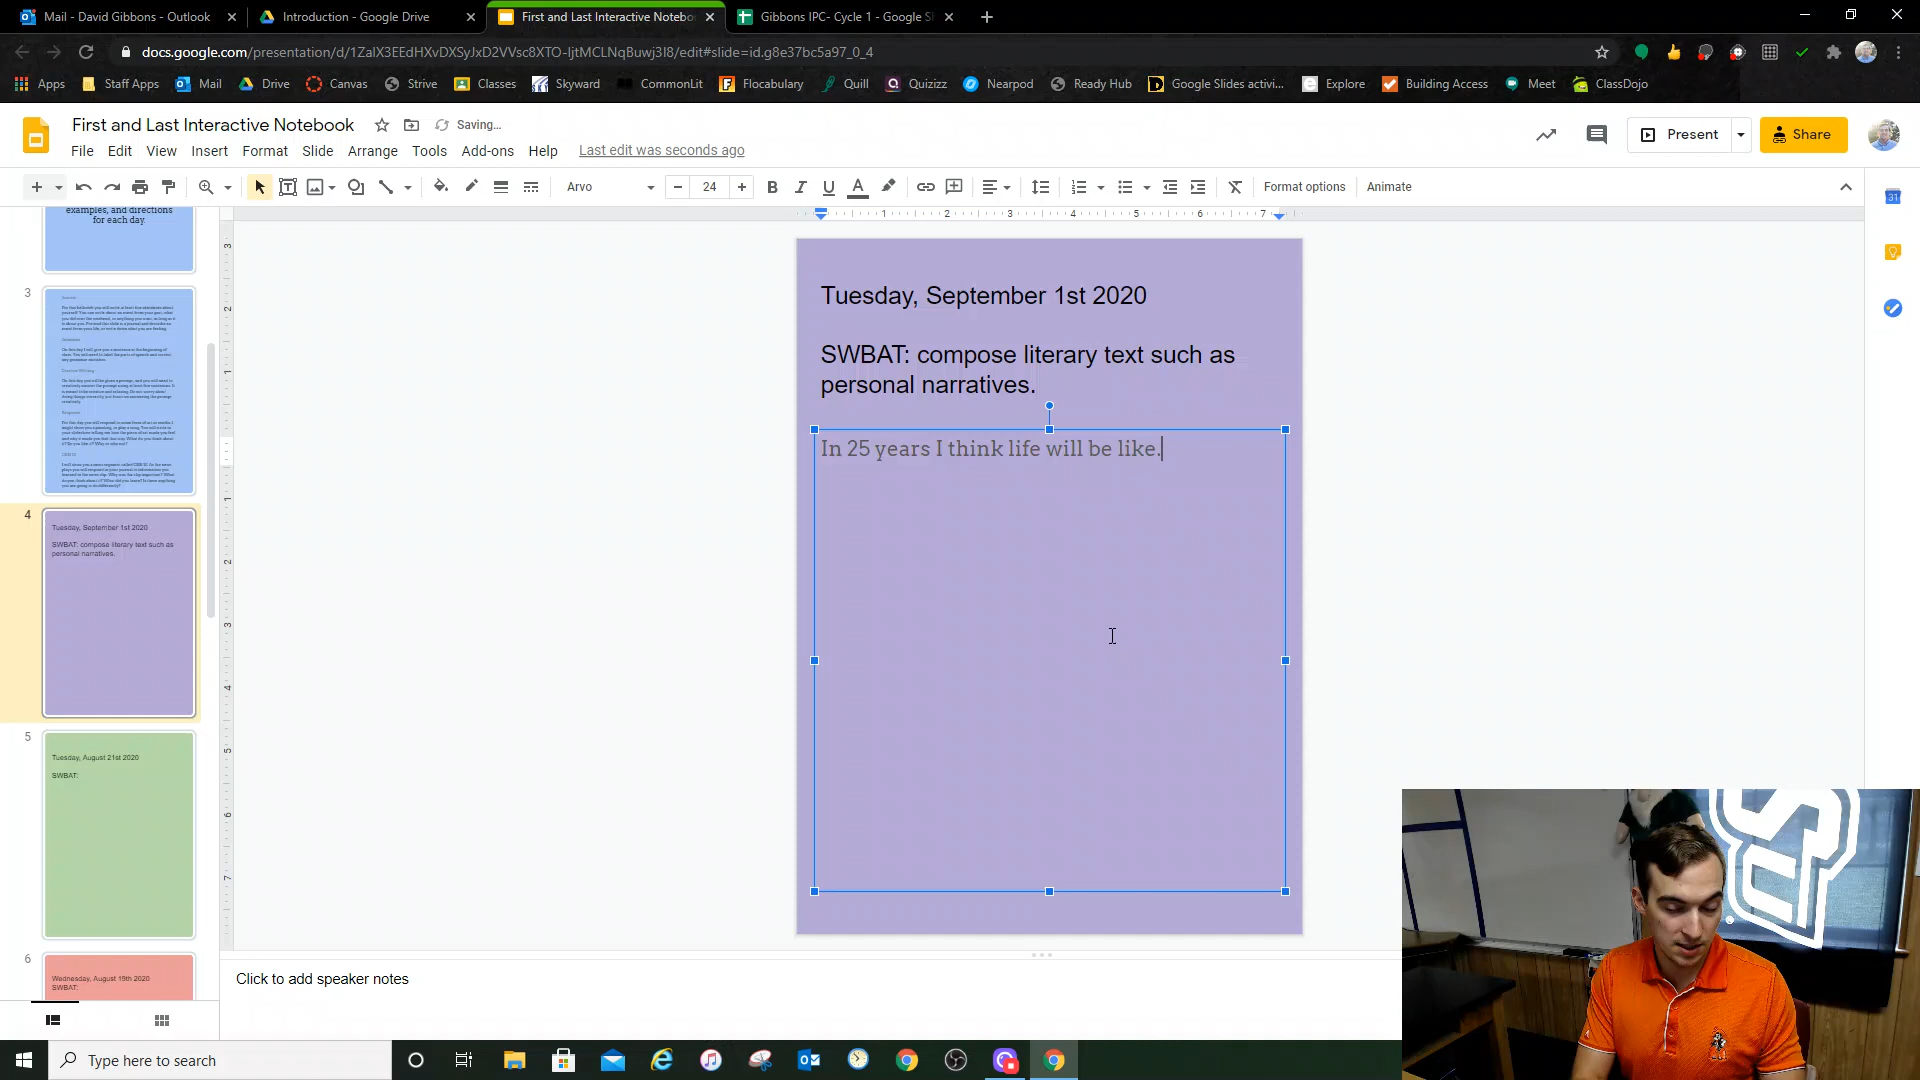 Mail - David Gibbons - Outlook
Introduction - Google Drive
First and Last Interactive Notebo
Gibbons IPC- Cycle 1 - Google S
docs.google.com/presentation/d/1ZalX3EEdHXvDXSyJxD2VVsc8XTO-IjtMCLNqBuwj3I8/edit#slide=id.g8e37bc5a97_0_4
Apps
Staff Apps
Mail
Drive
Canvas
Strive
Classes
Skyward
CommonLit
Flocabulary
Quill
Quizizz
Nearpod
Ready Hub
Google Slides activi...
Explore
Building Access
Meet
ClassDojo
First and Last Interactive Notebook
Saving...
Present
Share
File Edit View Insert Format Slide Arrange Tools Add-ons Help
Last edit was seconds ago
Arvo
24
Format options
Animate
examples, and directions
for each day.
3
4
Tuesday, September 1st 2020
SWBAT: compose literary text such as
personal narratives.
5
Tuesday, August 21st 2020
SWBAT:
6
Wednesday, August 19th 2020
SWBAT:
Tuesday, September 1st 2020
SWBAT: compose literary text such as
personal narratives.
In 25 years I think life will be like.
Click to add speaker notes
Type here to search